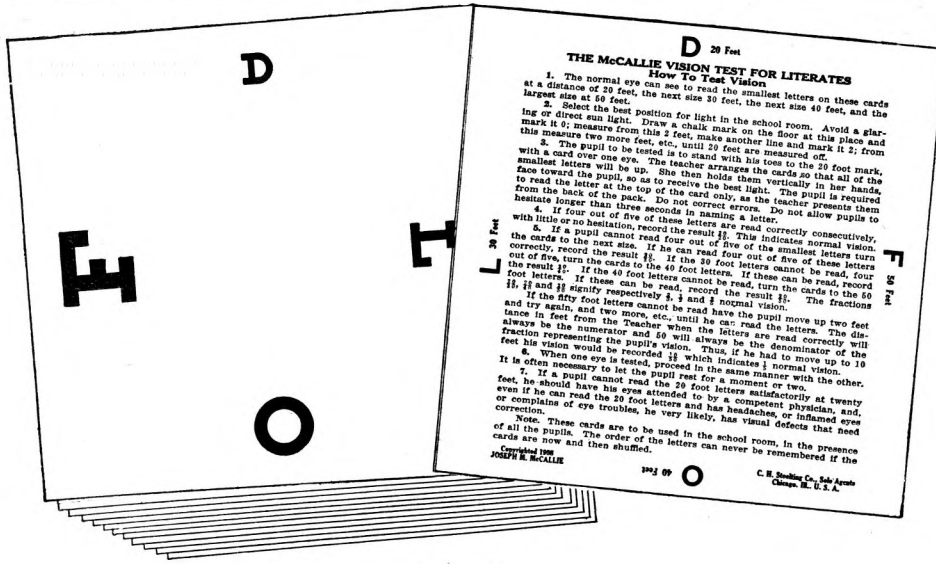 D
F
L
O
D 20 Feet
THE McCALLIE VISION TEST FOR LITERATES
How To Test Vision
1. The normal eye can see to read the smallest letters on these cards
at a distance of 20 feet, the next size 30 feet, the next size 40 feet, and the
largest size at 50 feet.
2. Select the best position for light in the school room. Avoid a glar-
ing or direct sun light. Draw a chalk mark on the floor at this place and
mark it 0; measure from this 2 feet, make another line and mark it 2; from
this measure two more feet, etc., until 20 feet are measured off.
3. The pupil to be tested is to stand with his toes to the 20 foot mark,
with a card over one eye. The teacher arranges the cards so that all of the
smallest letters will be up. She then holds them vertically in her hands,
face toward the pupil, so as to receive the best light. The pupil is required
to read the letter at the top of the card only, as the teacher presents them
from the back of the pack. Do not correct errors. Do not allow pupils to
hesitate longer than three seconds in naming a letter.
4. If four out of five of these letters are read correctly consecutively,
with little or no hesitation, record the result 20/20. This indicates normal vision.
5. If a pupil cannot read four out of five of the smallest letters turn
the cards to the next size. If he can read four out of five of these letters
correctly, record the result 20/30. If the 30 foot letters cannot be read, four
out of five, turn the cards to the 40 foot letters. If these can be read, record
the result 20/40. If the 40 foot letters cannot be read, turn the cards to the 50
foot letters. If these can be read, record the result 20/50. The fractions
20/30, 20/40 and 20/50 signify respectively 2/3, 1/2 and 2/5 normal vision.
If the fifty foot letters cannot be read have the pupil move up two feet
and try again, and two more, etc., until he can read the letters. The dis-
tance in feet from the Teacher when the letters are read correctly will
always be the numerator and 50 will always be the denominator of the
fraction representing the pupil's vision. Thus, if he had to move up to 10
feet his vision would be recorded 10/50 which indicates 1/5 normal vision.
6. When one eye is tested, proceed in the same manner with the other.
It is often necessary to let the pupil rest for a moment or two.
7. If a pupil cannot read the 20 foot letters satisfactorily at twenty
feet, he should have his eyes attended to by a competent physician, and,
even if he can read the 20 foot letters and has headaches, or inflamed eyes
or complains of eye troubles, he very likely, has visual defects that need
correction.
Note. These cards are to be used in the school room, in the presence
of all the pupils. The order of the letters can never be remembered if the
cards are now and then shuffled.
L 30 Feet
F 50 Feet
Copyrighted 1908
JOSEPH M. McCALLIE
O 40 Feet
C. H. Stoelting Co., Sole Agents
Chicago, Ill., U. S. A.